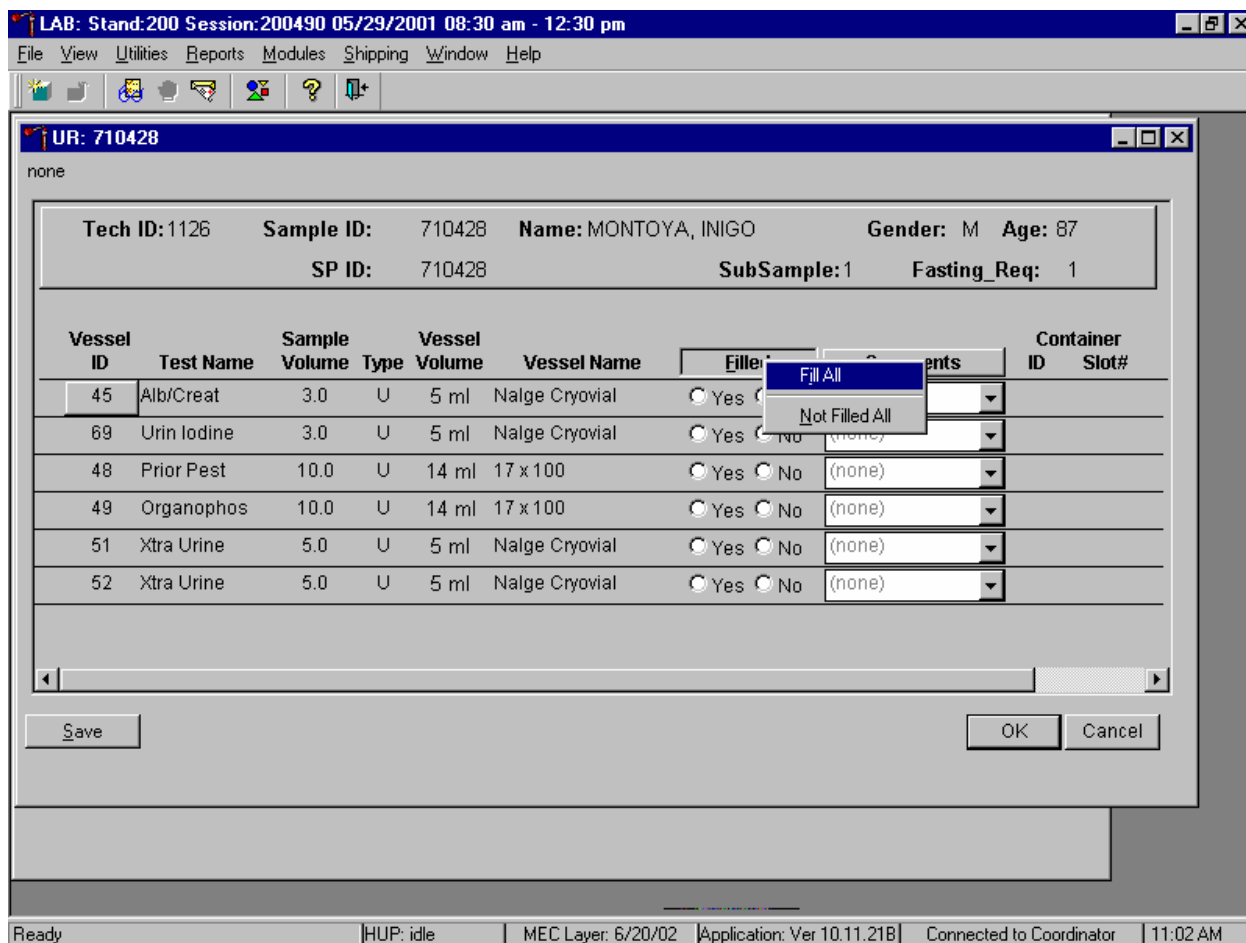 LAB: Stand:200 Session:200490 05/29/2001 08:30 am - 12:30 pm
File View Utilities Reports Modules Shipping Window Help
UR: 710428
none
Tech ID: 1126 Sample ID: 710428 Name: MONTOYA, INIGO Gender: M Age: 87
SP ID: 710428 SubSample: 1 Fasting_Req: 1
Vessel Sample Vessel Container
ID Test Name Volume Type Volume Vessel Name ID Slot#
Fill All
Not Filled All
45 Alb/Creat 3.0 U 5 ml Nalge Cryovial Yes
69 Urin Iodine 3.0 U 5 ml Nalge Cryovial Yes No (none)
48 Prior Pest 10.0 U 14 ml 17 x 100 Yes No (none)
49 Organophos 10.0 U 14 ml 17 x 100 Yes No (none)
51 Xtra Urine 5.0 U 5 ml Nalge Cryovial Yes No (none)
52 Xtra Urine 5.0 U 5 ml Nalge Cryovial Yes No (none)
Save OK Cancel
Ready HUP: idle MEC Layer: 6/20/02 Application: Ver 10.11.21B Connected to Coordinator 11:02 AM